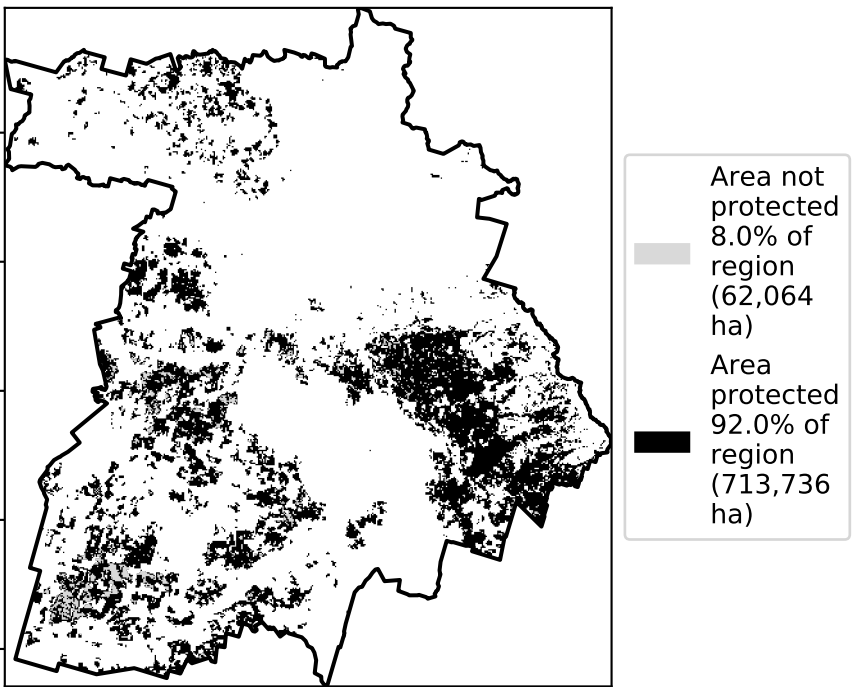 Area not
protected
8.0% of
region
(62,064
ha)
Area
protected
92.0% of
region
(713,736
ha)